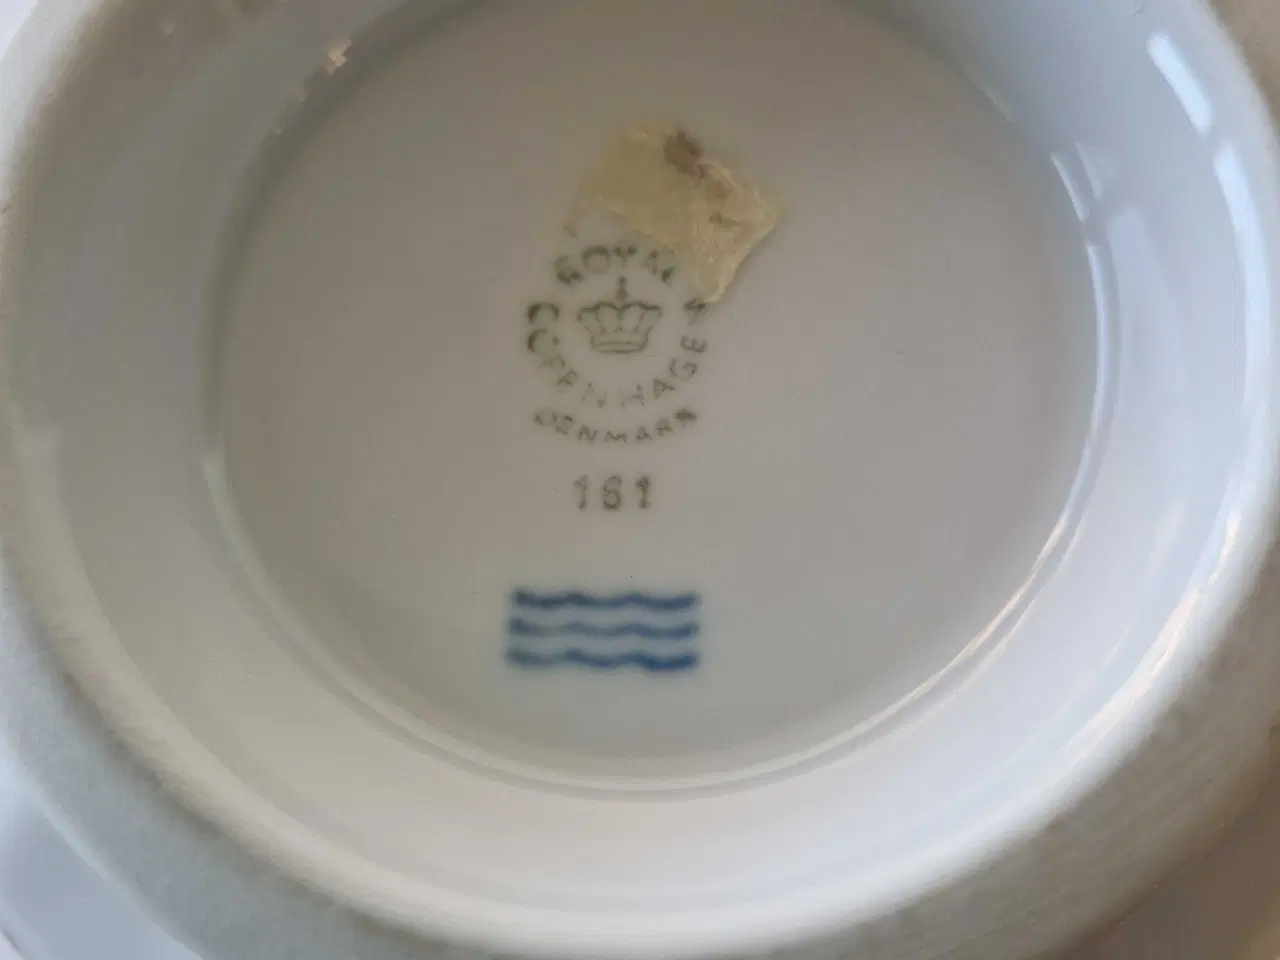 ROYAL
COPENHAGEN
DENMARK
161